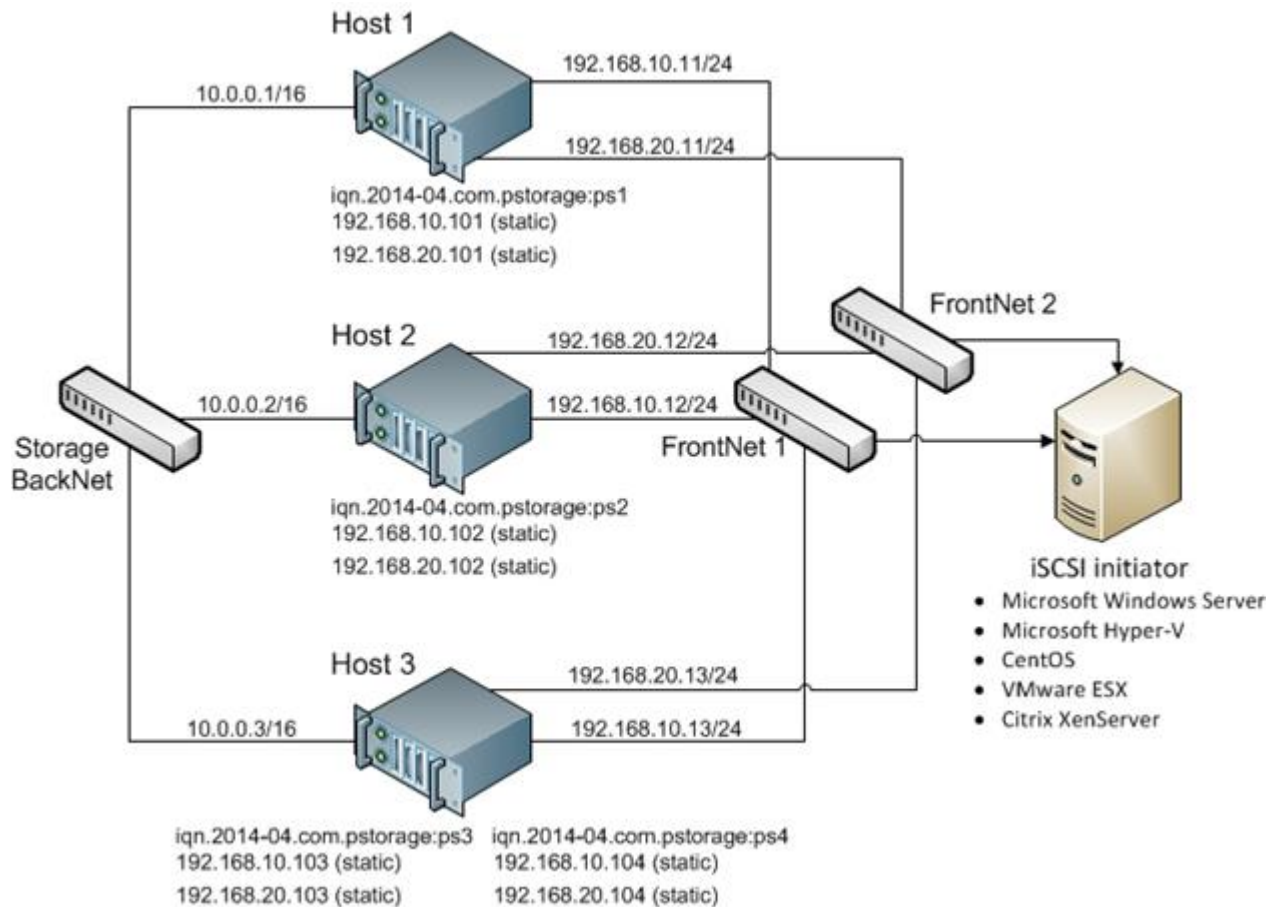 Host 1
192.168.10.11/24
10.0.0.1/16
192.168.20.11/24
iqn.2014-04.com.pstorage:ps1
192.168.10.101 (static)
192.168.20.101 (static)
FrontNet 2
Host 2
192.168.20.12/24
10.0.0.2/16
192.168.10.12/24
Storage
BackNet
FrontNet 1
iqn.2014-04.com.pstorage:ps2
192.168.10.102 (static)
192.168.20.102 (static)
iSCSI initiator
• Microsoft Windows Server
• Microsoft Hyper-V
• CentOS
• VMware ESX
• Citrix XenServer
Host 3
192.168.20.13/24
10.0.0.3/16
192.168.10.13/24
iqn.2014-04.com.pstorage:ps3
192.168.10.103 (static)
192.168.20.103 (static)
iqn.2014-04.com.pstorage:ps4
192.168.10.104 (static)
192.168.20.104 (static)